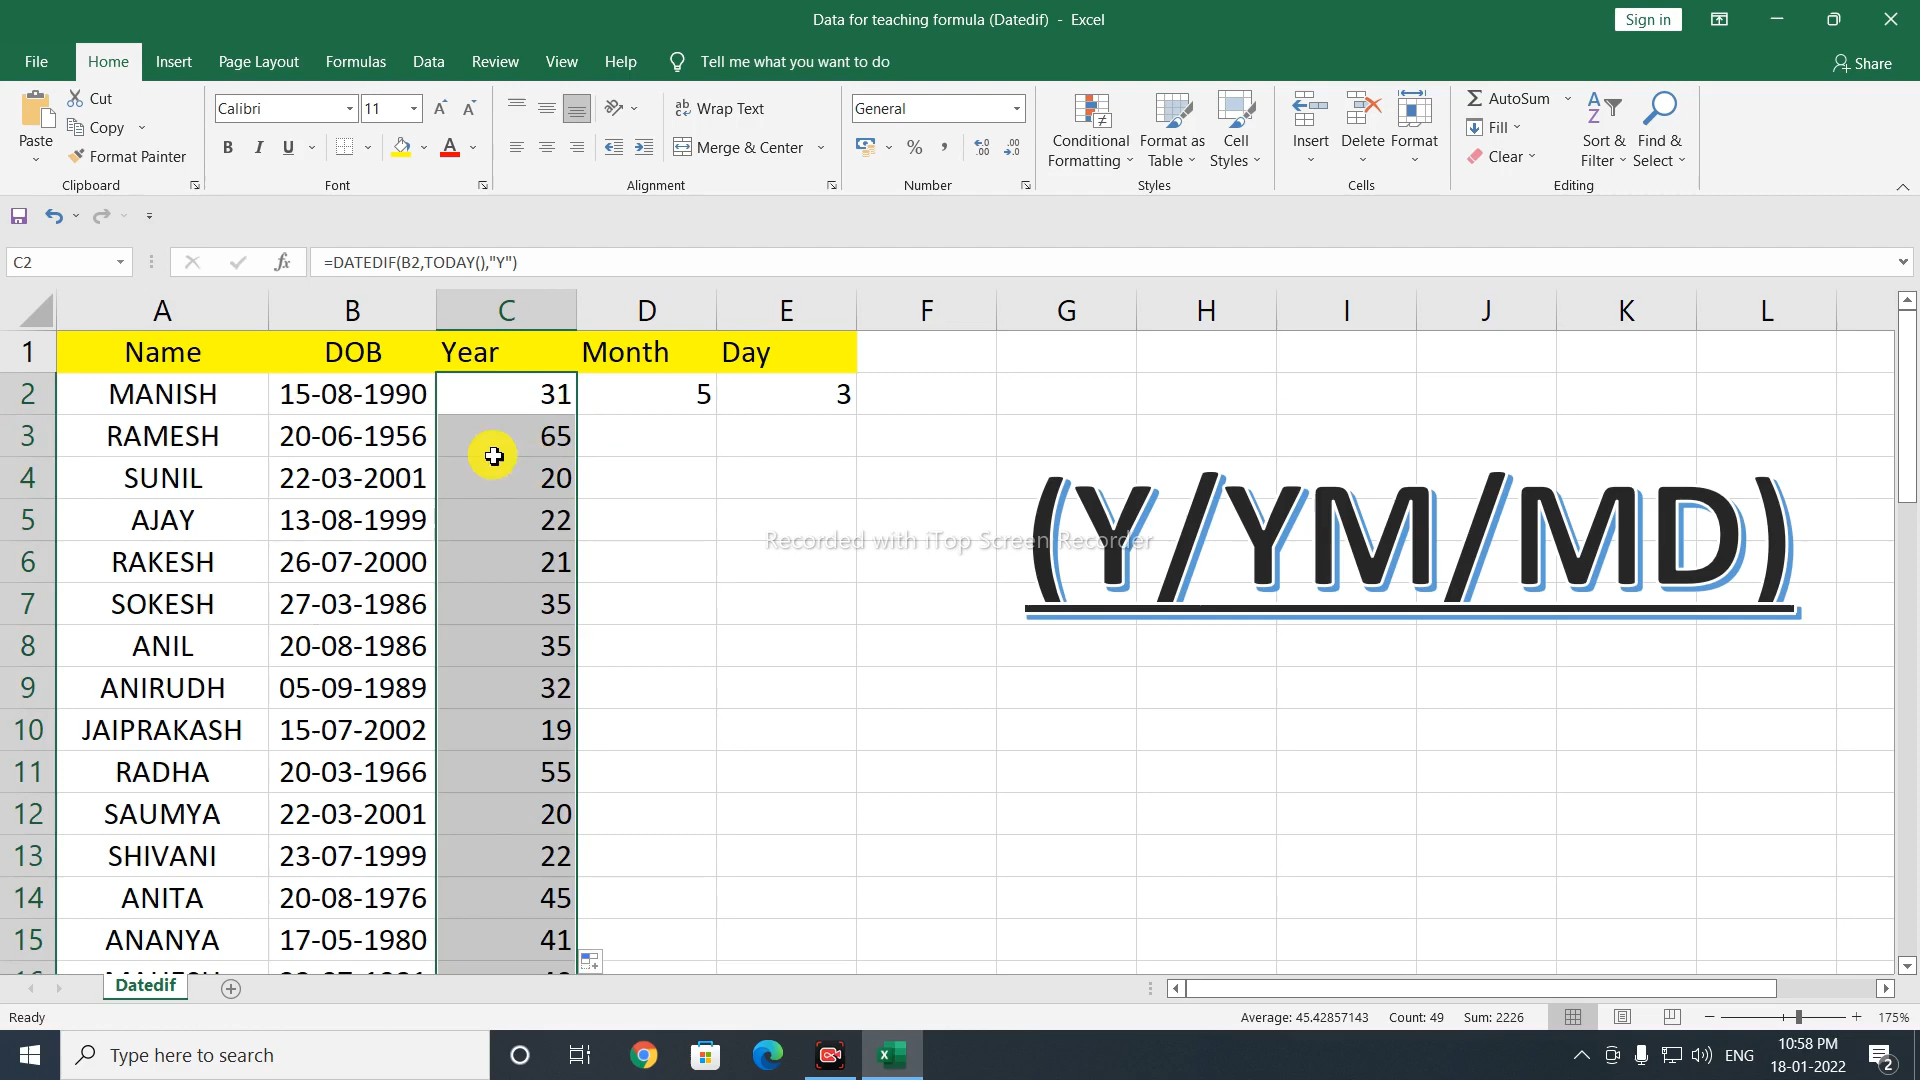 Data for teaching formula (Datedif) - Excel
Sign in
File Home Insert Page Layout Formulas Data Review View Help Tell me what you want to do
Share
Paste
Cut
Copy
Format Painter
Clipboard
Calibri 11
B I U
Font
Wrap Text
Merge & Center
Alignment
General
Number
Conditional Formatting
Format as Table
Cell Styles
Styles
Insert Delete Format
Cells
AutoSum
Fill
Clear
Sort & Filter
Find & Select
Editing
C2 fx =DATEDIF(B2,TODAY(),"Y")
A B C D E F G H I J K L
1 Name DOB Year Month Day
2 MANISH 15-08-1990 31 5 3
3 RAMESH 20-06-1956 65
4 SUNIL 22-03-2001 20
5 AJAY 13-08-1999 22
6 RAKESH 26-07-2000 21
7 SOKESH 27-03-1986 35
8 ANIL 20-08-1986 35
9 ANIRUDH 05-09-1989 32
10 JAIPRAKASH 15-07-2002 19
11 RADHA 20-03-1966 55
12 SAUMYA 22-03-2001 20
13 SHIVANI 23-07-1999 22
14 ANITA 20-08-1976 45
15 ANANYA 17-05-1980 41
(Y/YM/MD)
Recorded with iTop Screen Recorder
Datedif
Ready
Average: 45.42857143 Count: 49 Sum: 2226
175%
Type here to search
ENG
10:58 PM
18-01-2022
2